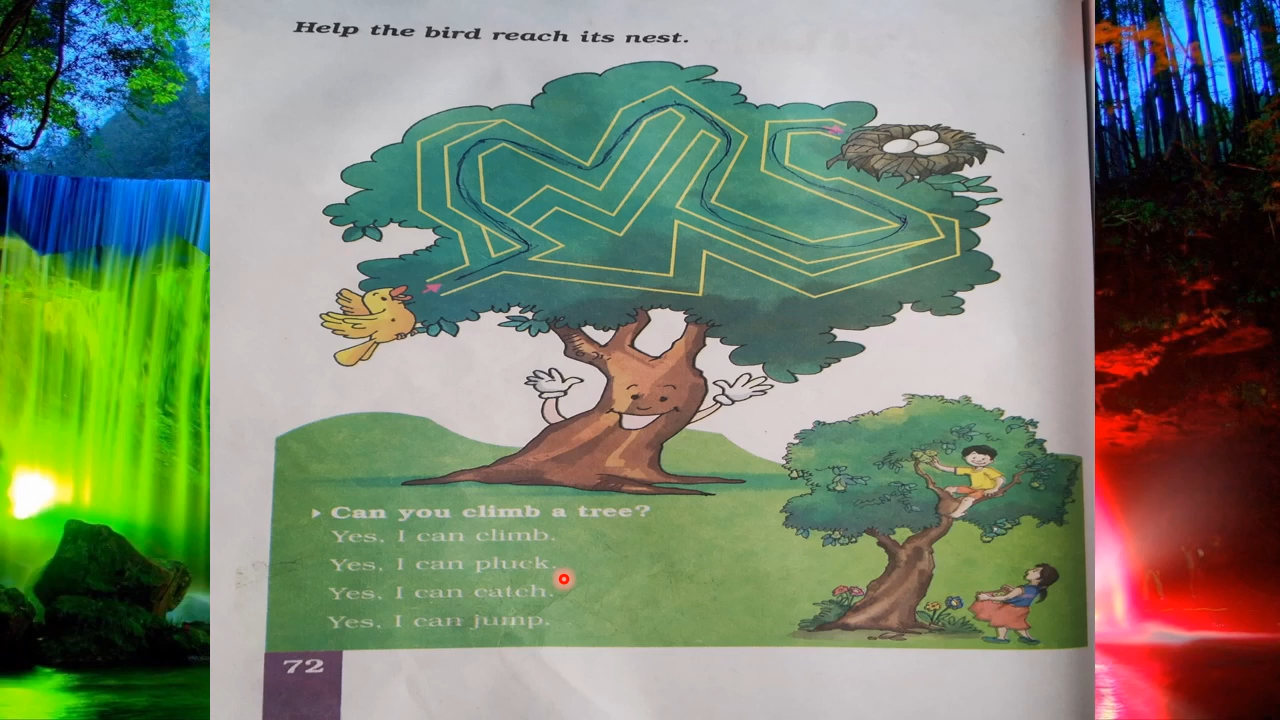 Help the bird reach its nest.
Can you climb a tree?
Yes, I can climb.
Yes, I can pluck.
Yes, I can catch.
Yes, I can jump.
72